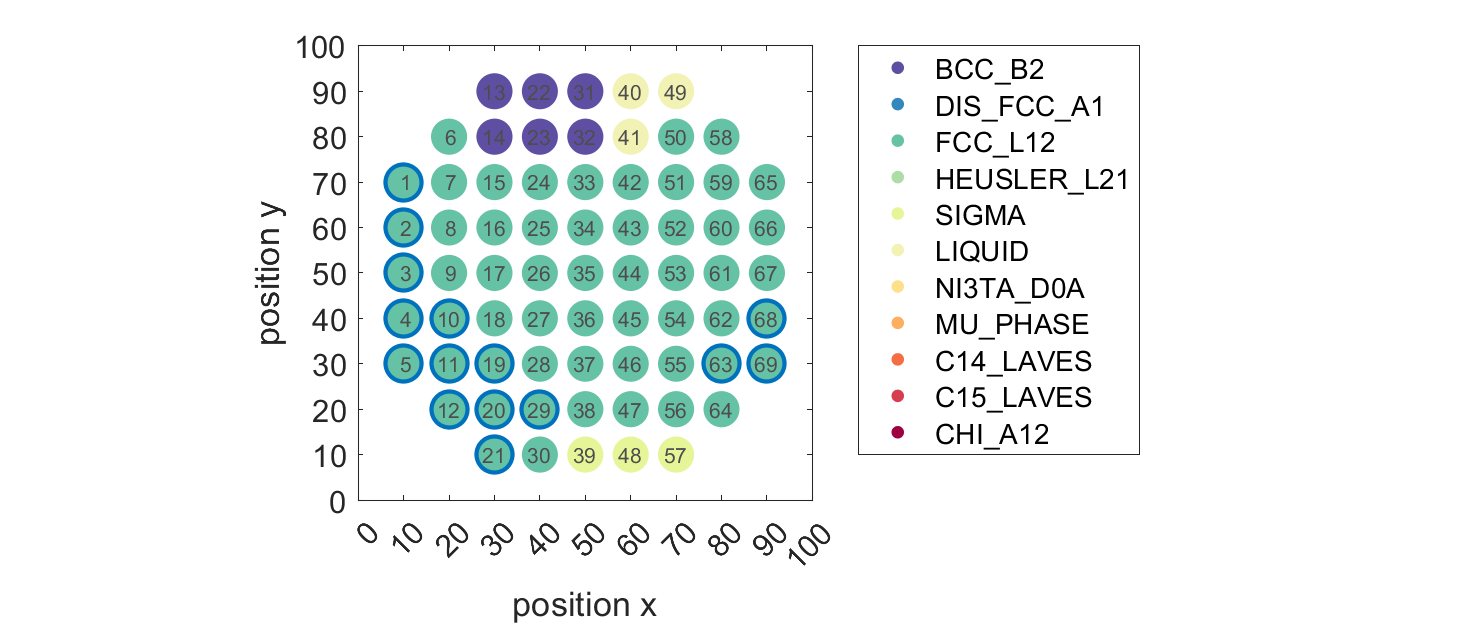 100
90
80
70
60
50
40
30
20
10
0
position y
13 22 31 40 49
6 14 23 32 41 50 58
1 7 15 24 33 42 51 59 65
2 8 16 25 34 43 52 60 66
3 9 17 26 35 44 53 61 67
4 10 18 27 36 45 54 62 68
5 11 19 28 37 46 55 63 69
12 20 29 38 47 56 64
21 30 39 48 57
0 10 20 30 40 50 60 70 80 90 100
position x
BCC_B2
DIS_FCC_A1
FCC_L12
HEUSLER_L21
SIGMA
LIQUID
NI3TA_D0A
MU_PHASE
C14_LAVES
C15_LAVES
CHI_A12